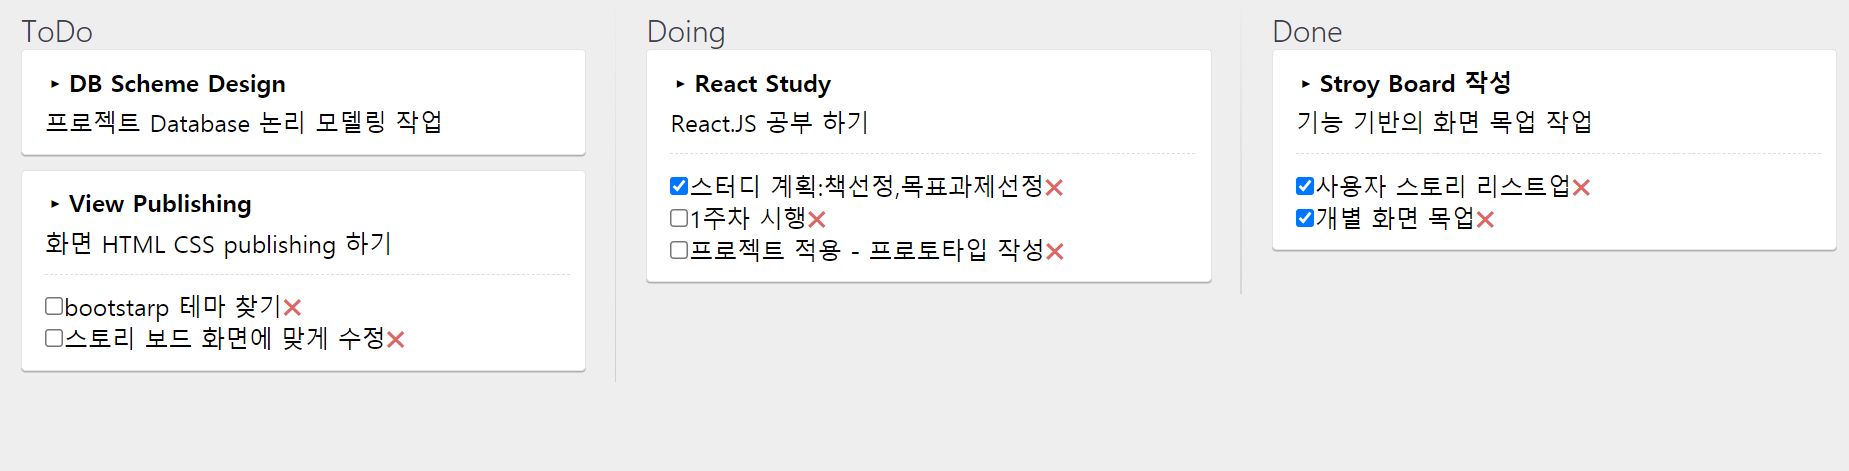 ToDo
▸ DB Scheme Design
프로젝트 Database 논리 모델링 작업
▸ View Publishing
화면 HTML CSS publishing 하기
bootstarp 테마 찾기❌
스토리 보드 화면에 맞게 수정❌
Doing
▸ React Study
React.JS 공부 하기
스터디 계획:책선정,목표과제선정❌
1주차 시행❌
프로젝트 적용 - 프로토타입 작성❌
Done
▸ Stroy Board 작성
기능 기반의 화면 목업 작업
사용자 스토리 리스트업❌
개별 화면 목업❌